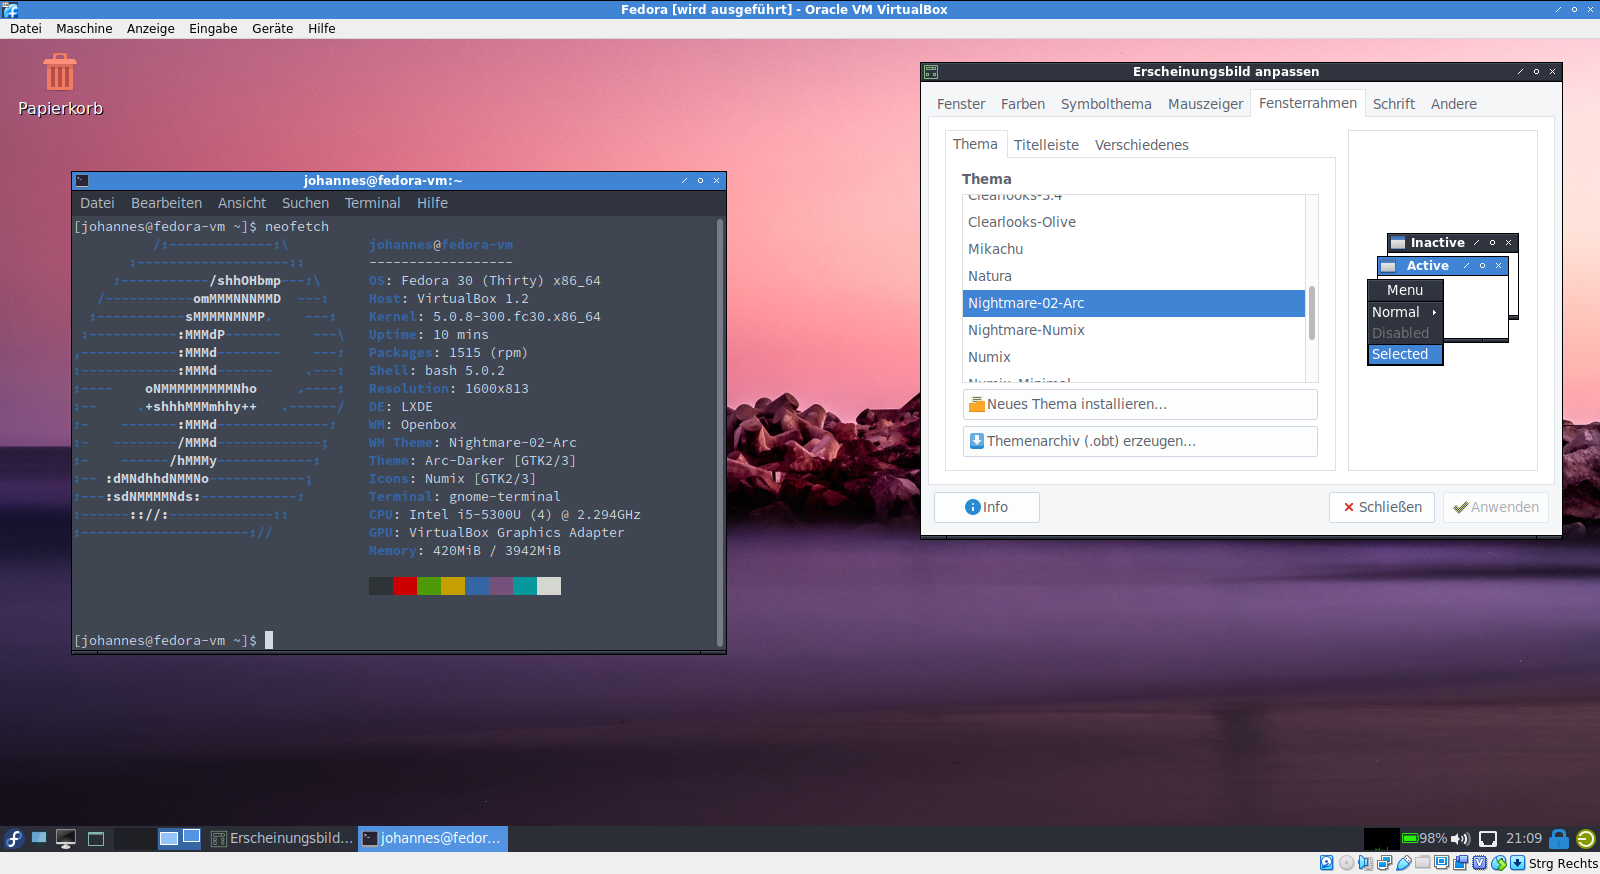 Fedora [wird ausgeführt] - Oracle VM VirtualBox
Datei Maschine Anzeige Eingabe Geräte Hilfe
Papierkorb
johannes@fedora-vm:~
Datei Bearbeiten Ansicht Suchen Terminal Hilfe
[johannes@fedora-vm ~]$ neofetch
/:-------------:\ johannes@fedora-vm
:-------------------:: ------------------
:-----------/shhOHbmp---:\ OS: Fedora 30 (Thirty) x86_64
/-----------omMMMNNNMMD ---: Host: VirtualBox 1.2
:-----------sMMMMNMNMP. ---: Kernel: 5.0.8-300.fc30.x86_64
:-----------:MMMdP------- ---\ Uptime: 10 mins
,------------:MMMd-------- ---: Packages: 1515 (rpm)
:------------:MMMd------- .---: Shell: bash 5.0.2
:---- oNMMMMMMMMMNho .----: Resolution: 1600x813
:-- .+shhhMMMmhhy++ .------/ DE: LXDE
:- -------:MMMd--------------: WM: Openbox
:- --------/MMMd-------------; WM Theme: Nightmare-02-Arc
:- ------/hMMMy------------: Theme: Arc-Darker [GTK2/3]
:-- :dMNdhhdNMMNo------------; Icons: Numix [GTK2/3]
:---:sdNMMMMNds:------------: Terminal: gnome-terminal
:------:://:-------------:: CPU: Intel i5-5300U (4) @ 2.294GHz
:---------------------:// GPU: VirtualBox Graphics Adapter
Memory: 420MiB / 3942MiB
[johannes@fedora-vm ~]$
Erscheinungsbild anpassen
Fenster Farben Symbolthema Mauszeiger Fensterrahmen Schrift Andere
Thema Titelleiste Verschiedenes
Thema
Clearlooks-3.4
Clearlooks-Olive
Mikachu
Natura
Nightmare-02-Arc
Nightmare-Numix
Numix
Numix-Minimal
Neues Thema installieren...
Themenarchiv (.obt) erzeugen...
Inactive
Active
Menu
Normal
Disabled
Selected
Info
Schließen
Anwenden
Erscheinungsbild...
johannes@fedor...
98%
21:09
Strg Rechts